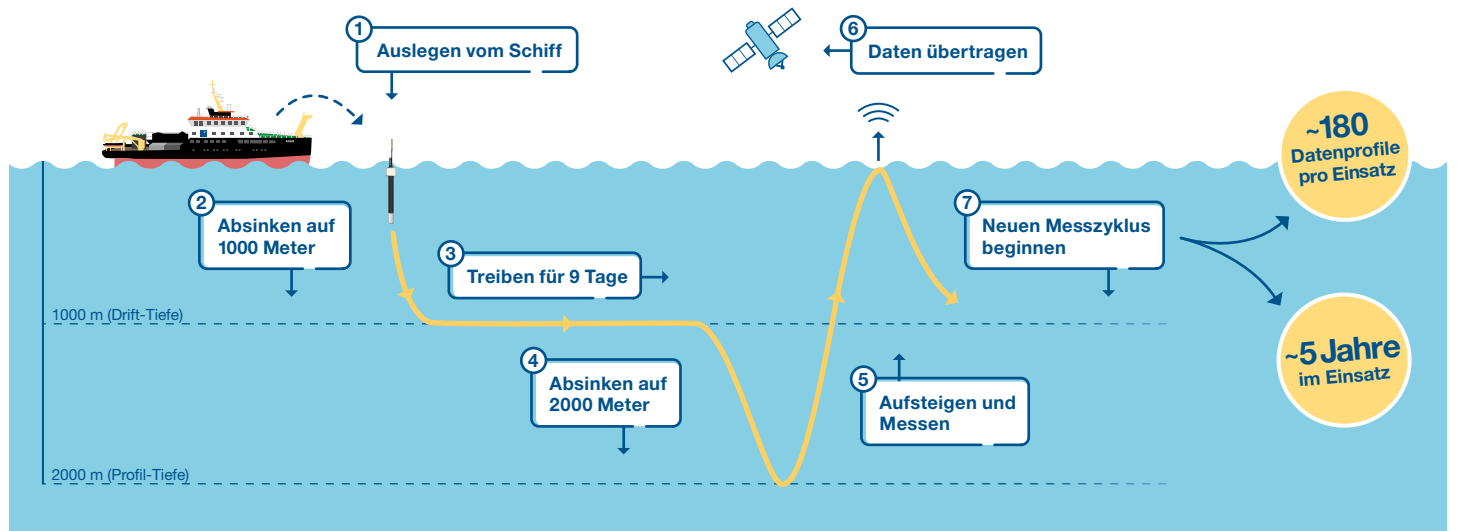 1
Auslegen vom Schiff
6
Daten übertragen
~180
Datenprofile
pro Einsatz
2
Absinken auf
1000 Meter
3
Treiben für 9 Tage
7
Neuen Messzyklus
beginnen
1000 m (Drift-Tiefe)
4
Absinken auf
2000 Meter
5
Aufsteigen und
Messen
~5 Jahre
im Einsatz
2000 m (Profil-Tiefe)